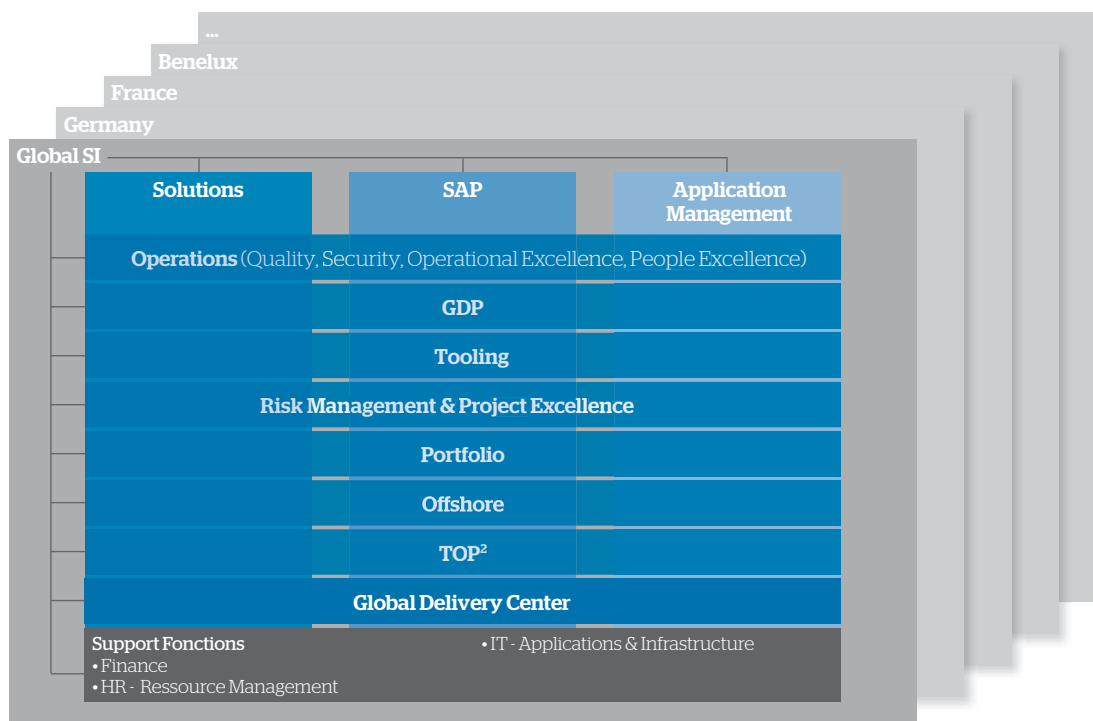 ...
Benelux
France
Germany
Global SI
Solutions
SAP
Application
Management
Operations (Quality, Security, Operational Excellence, People Excellence)
GDP
Tooling
Risk Management & Project Excellence
Portfolio
Offshore
TOP²
Global Delivery Center
Support Fonctions
• Finance
• HR - Ressource Management
• IT - Applications & Infrastructure